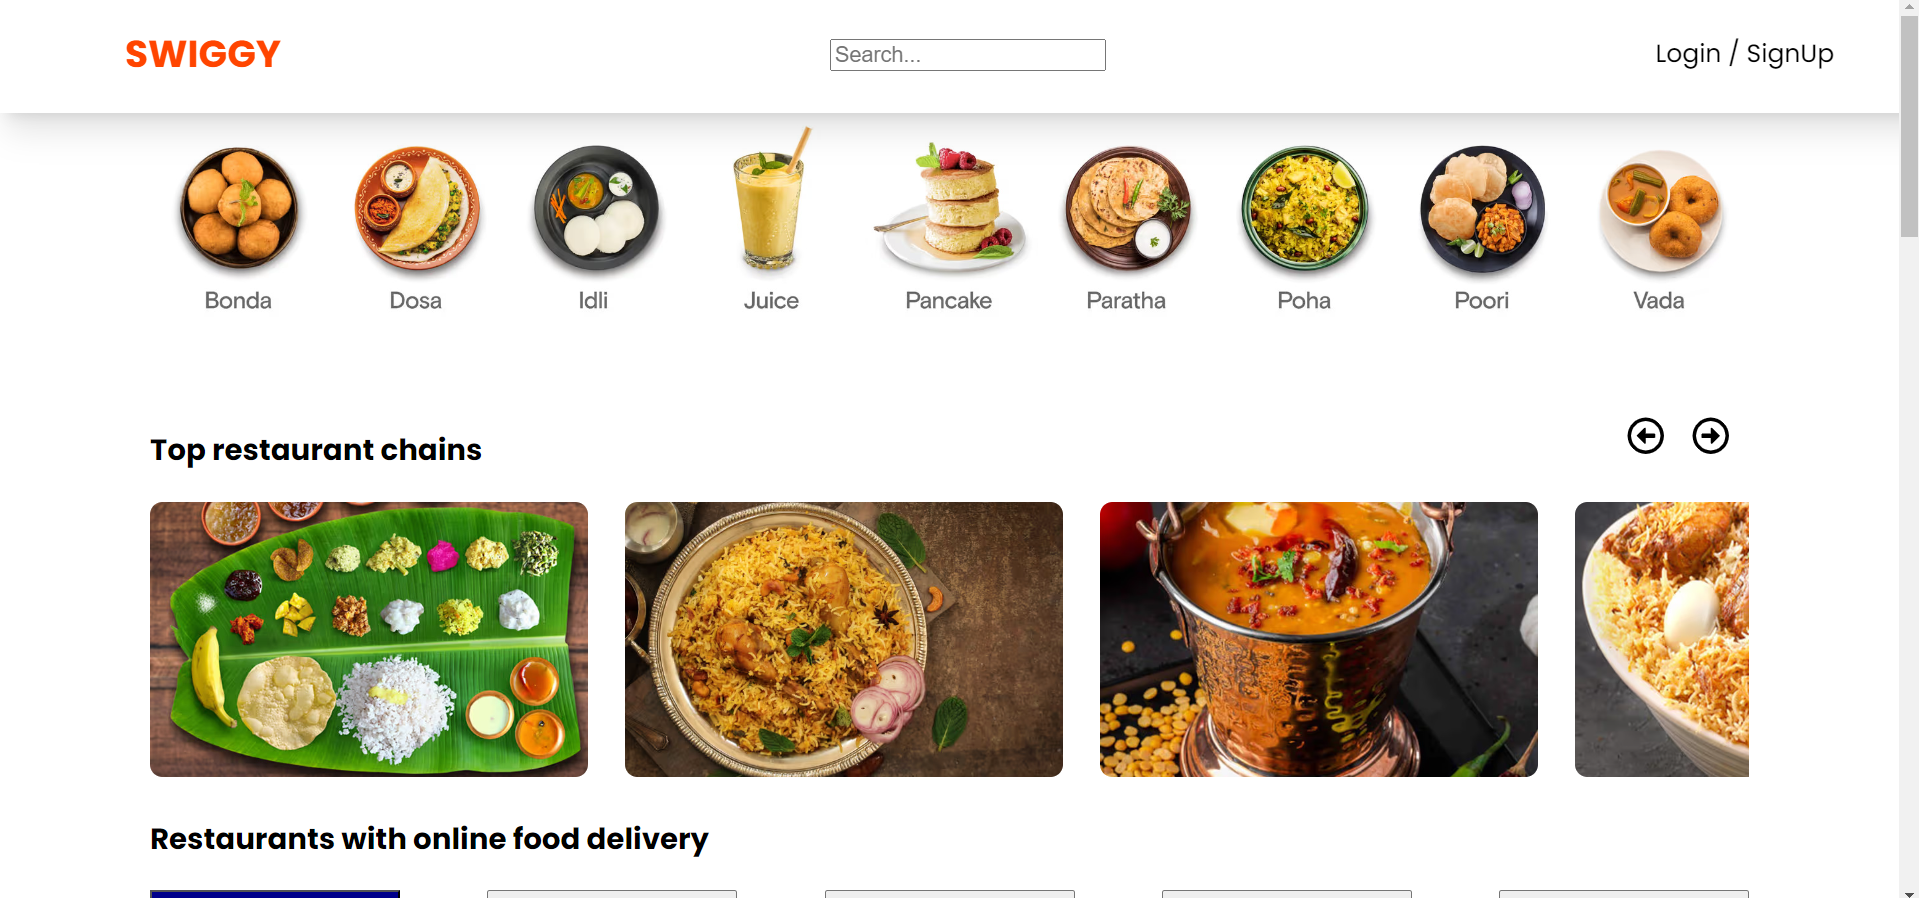 SWIGGY
Search...
Login / SignUp
Bonda
Dosa
Idli
Juice
Pancake
Paratha
Poha
Poori
Vada
Top restaurant chains
Restaurants with online food delivery